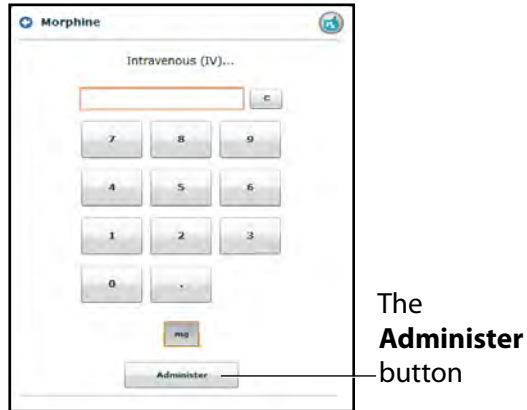 Morphine
Intravenous (IV)...
c
7 8 9
4 5 6
1 2 3
0 .
mg
Administer
The
Administer
button